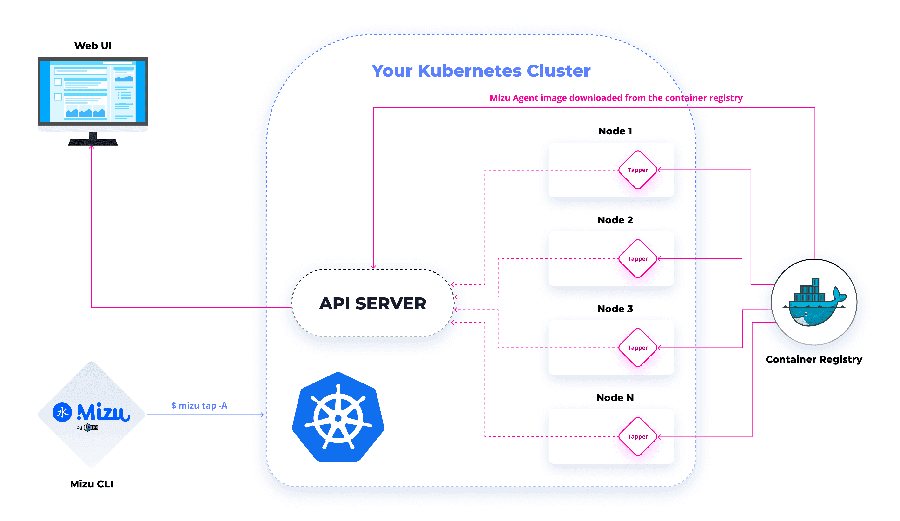 Web UI
Your Kubernetes Cluster
Mizu Agent image downloaded from the container registry
Node 1
Tapper
Node 2
Tapper
API SERVER
Node 3
Tapper
Container Registry
Node N
Tapper
水 Mizu
by
$ mizu tap -A
Mizu CLI